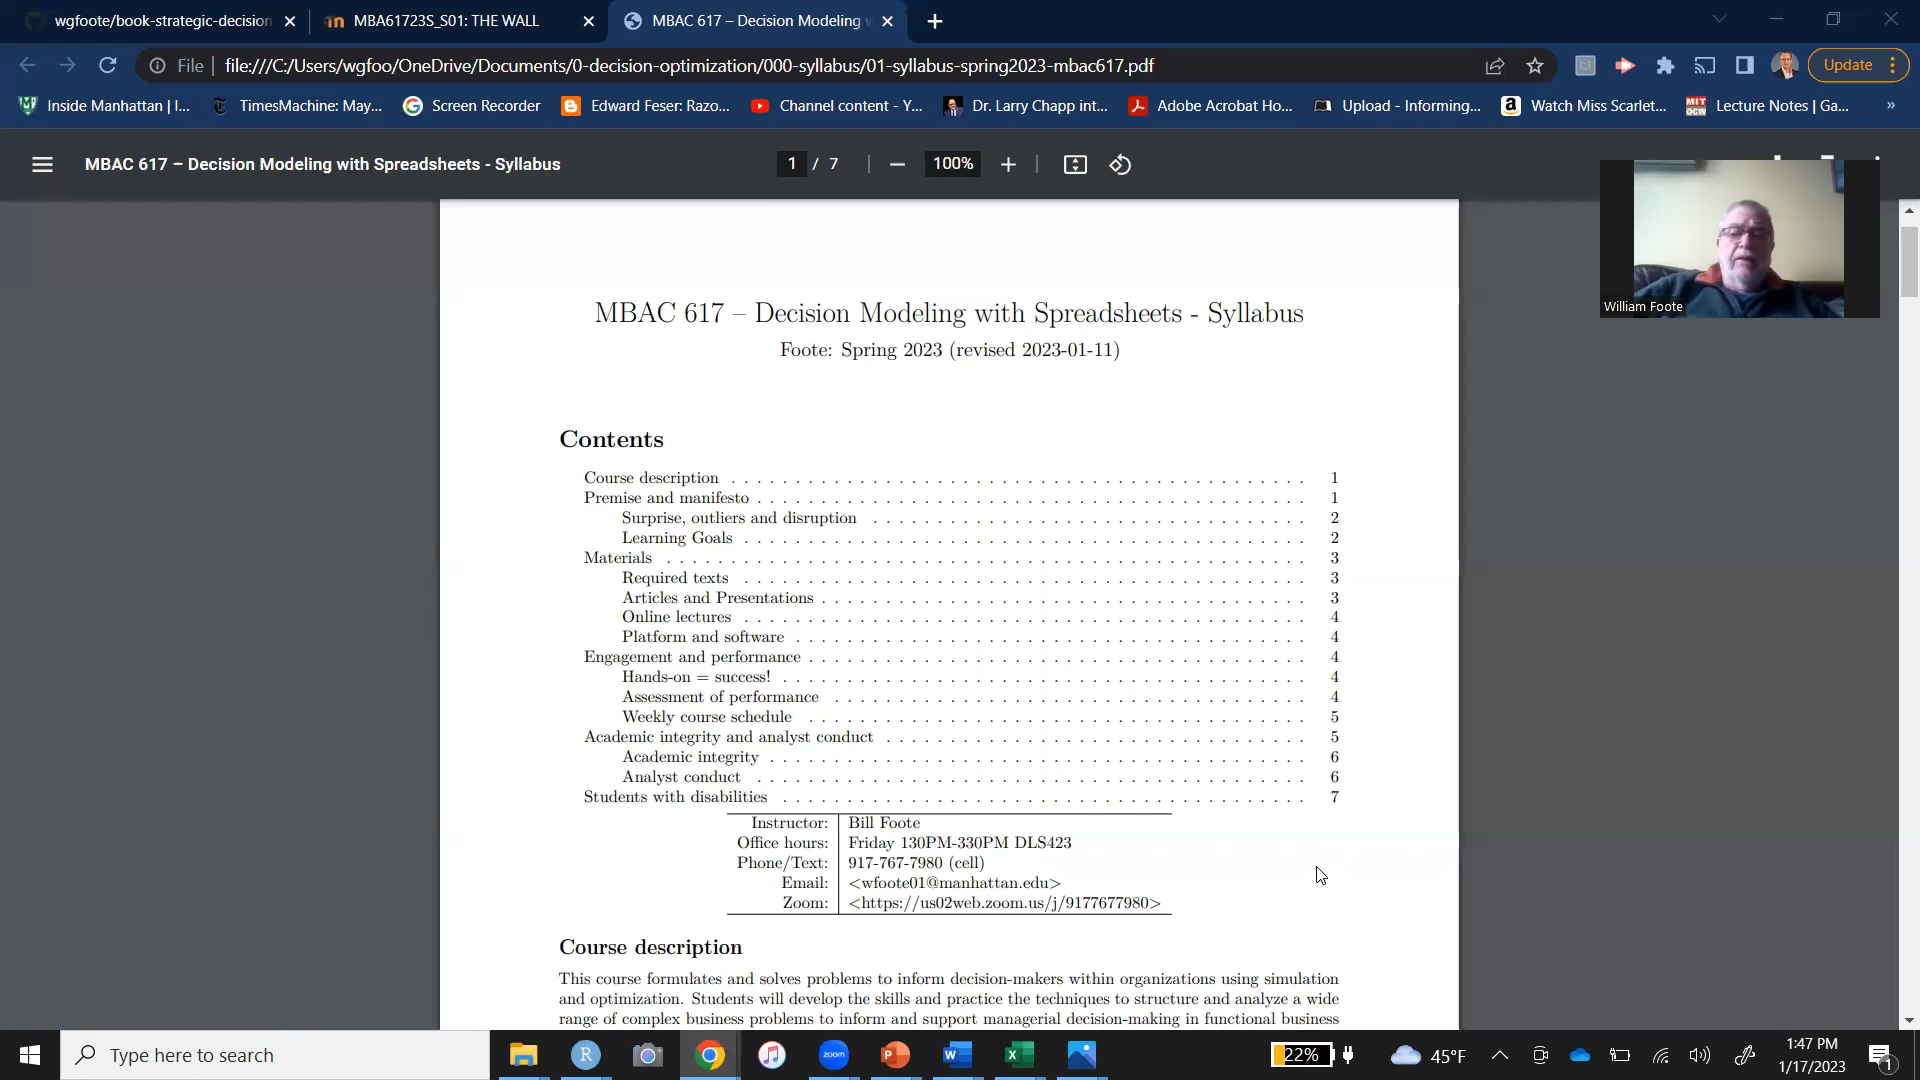 wgfoote/book-strategic-decision
MBA61723S_S01: THE WALL
MBAC 617 – Decision Modeling w
File
file:///C:/Users/wgfoo/OneDrive/Documents/0-decision-optimization/000-syllabus/01-syllabus-spring2023-mbac617.pdf
Update
Inside Manhattan | I...
TimesMachine: May...
Screen Recorder
Edward Feser: Razo...
Channel content - Y...
Dr. Larry Chapp int...
Adobe Acrobat Ho...
Upload - Informing...
Watch Miss Scarlet...
MIT OCW
Lecture Notes | Ga...
»
MBAC 617 – Decision Modeling with Spreadsheets - Syllabus
1 / 7
100%
William Foote
MBAC 617 – Decision Modeling with Spreadsheets - Syllabus
Foote: Spring 2023 (revised 2023-01-11)
Contents
Course description . . . . . . . . . . . . . . . . . . . . 1
Premise and manifesto . . . . . . . . . . . . . . . . . . . . 1
Surprise, outliers and disruption . . . . . . . . . . . . . . . . . . . . 2
Learning Goals . . . . . . . . . . . . . . . . . . . . 2
Materials . . . . . . . . . . . . . . . . . . . . 3
Required texts . . . . . . . . . . . . . . . . . . . . 3
Articles and Presentations . . . . . . . . . . . . . . . . . . . . 3
Online lectures . . . . . . . . . . . . . . . . . . . . 4
Platform and software . . . . . . . . . . . . . . . . . . . . 4
Engagement and performance . . . . . . . . . . . . . . . . . . . . 4
Hands-on = success! . . . . . . . . . . . . . . . . . . . . 4
Assessment of performance . . . . . . . . . . . . . . . . . . . . 4
Weekly course schedule . . . . . . . . . . . . . . . . . . . . 5
Academic integrity and analyst conduct . . . . . . . . . . . . . . . . . . . . 5
Academic integrity . . . . . . . . . . . . . . . . . . . . 6
Analyst conduct . . . . . . . . . . . . . . . . . . . . 6
Students with disabilities . . . . . . . . . . . . . . . . . . . . 7
Instructor: Bill Foote
Office hours: Friday 130PM-330PM DLS423
Phone/Text: 917-767-7980 (cell)
Email: <wfoote01@manhattan.edu>
Zoom: <https://us02web.zoom.us/j/9177677980>
Course description
This course formulates and solves problems to inform decision-makers within organizations using simulation
and optimization. Students will develop the skills and practice the techniques to structure and analyze a wide
range of complex business problems to inform and support managerial decision-making in functional business
Type here to search
R
zoom
22%
45°F
1:47 PM
1/17/2023
1